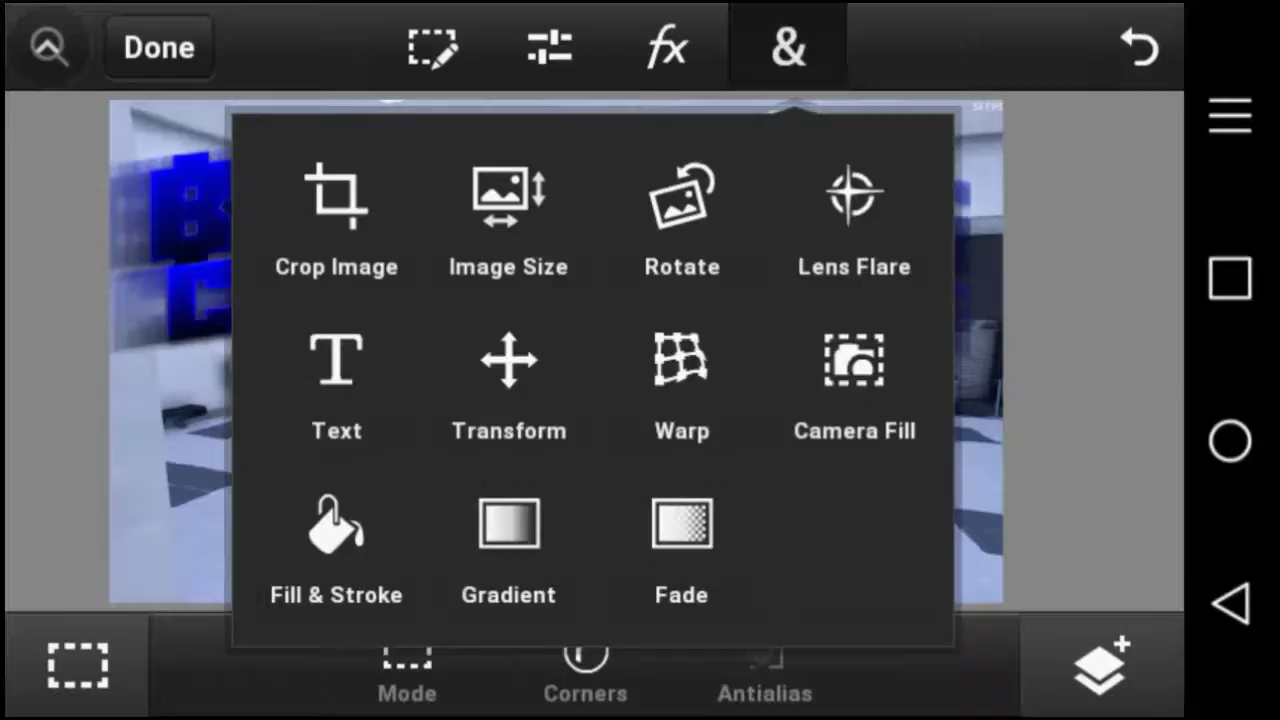 Done
fx
&
Crop Image
Image Size
Rotate
Lens Flare
T
Text
Transform
Warp
Camera Fill
Fill & Stroke
Gradient
Fade
Mode
Corners
Antialias